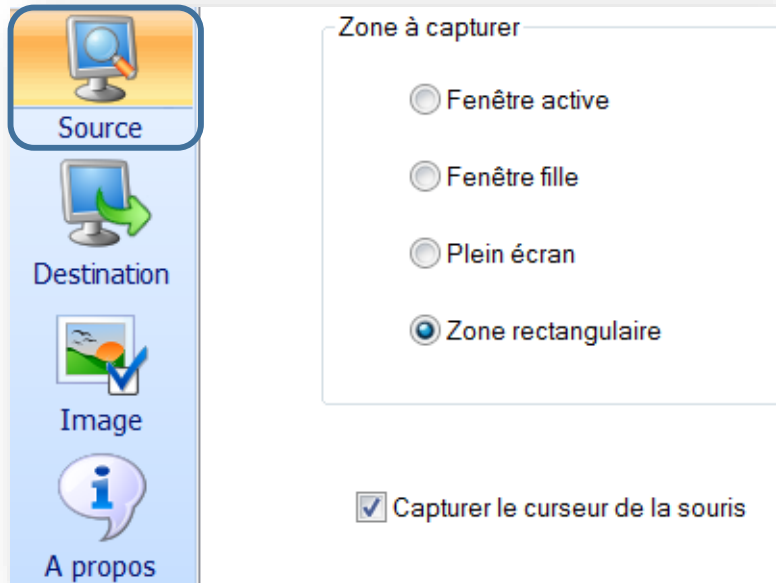 Source
Destination
Image
A propos
Zone à capturer
Fenêtre active
Fenêtre fille
Plein écran
Zone rectangulaire
Capturer le curseur de la souris